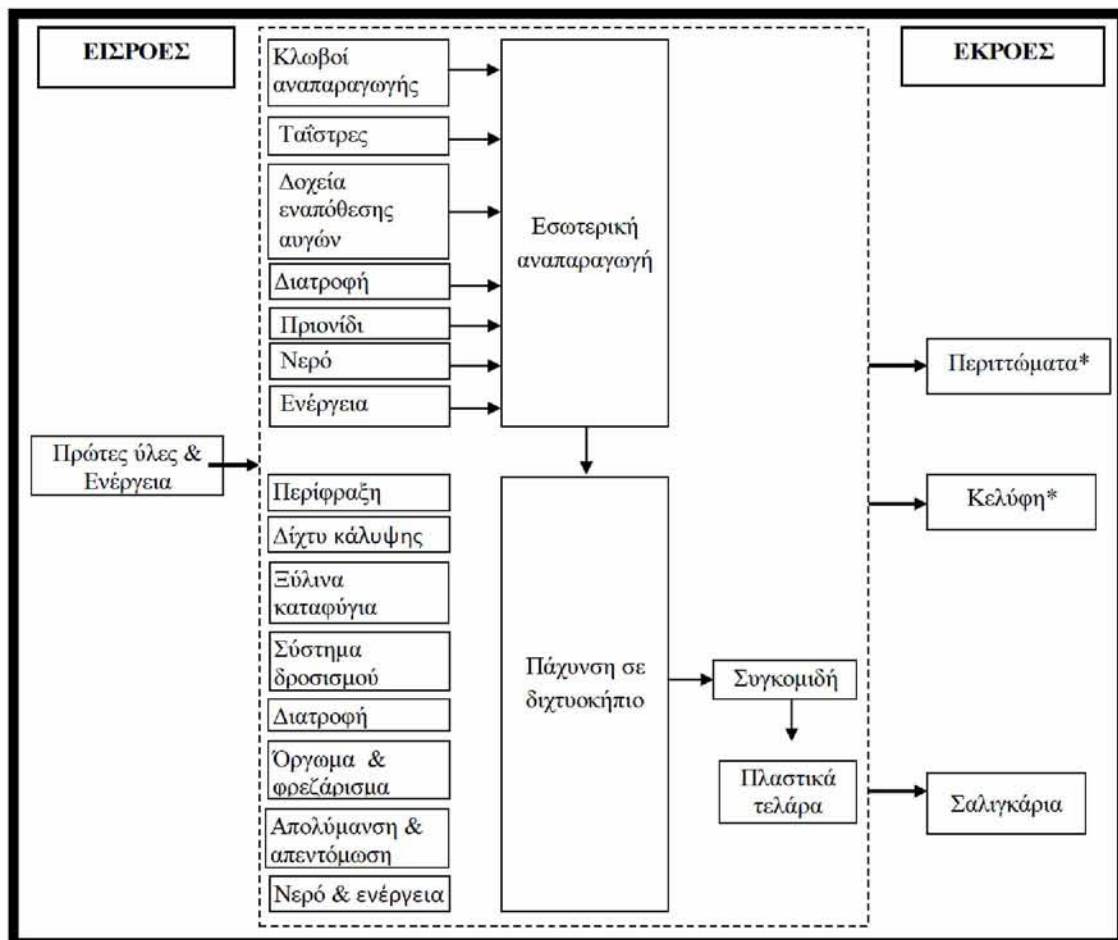 ΕΙΣΡΟΕΣ
ΕΚΡΟΕΣ
Κλωβοί
αναπαραγωγής
Ταΐστρες
Δοχεία
εναπόθεσης
αυγών
Διατροφή
Πριονίδι
Νερό
Ενέργεια
Εσωτερική
αναπαραγωγή
Πρώτες ύλες &
Ενέργεια
Περίφραξη
Δίχτυ κάλυψης
Ξύλινα
καταφύγια
Σύστημα
δροσισμού
Διατροφή
Όργωμα &
φρεζάρισμα
Απολύμανση &
απεντόμωση
Νερό & ενέργεια
Πάχυνση σε
διχτυοκήπιο
Συγκομιδή
Πλαστικά
τελάρα
Περιττώματα*
Κελύφη*
Σαλιγκάρια